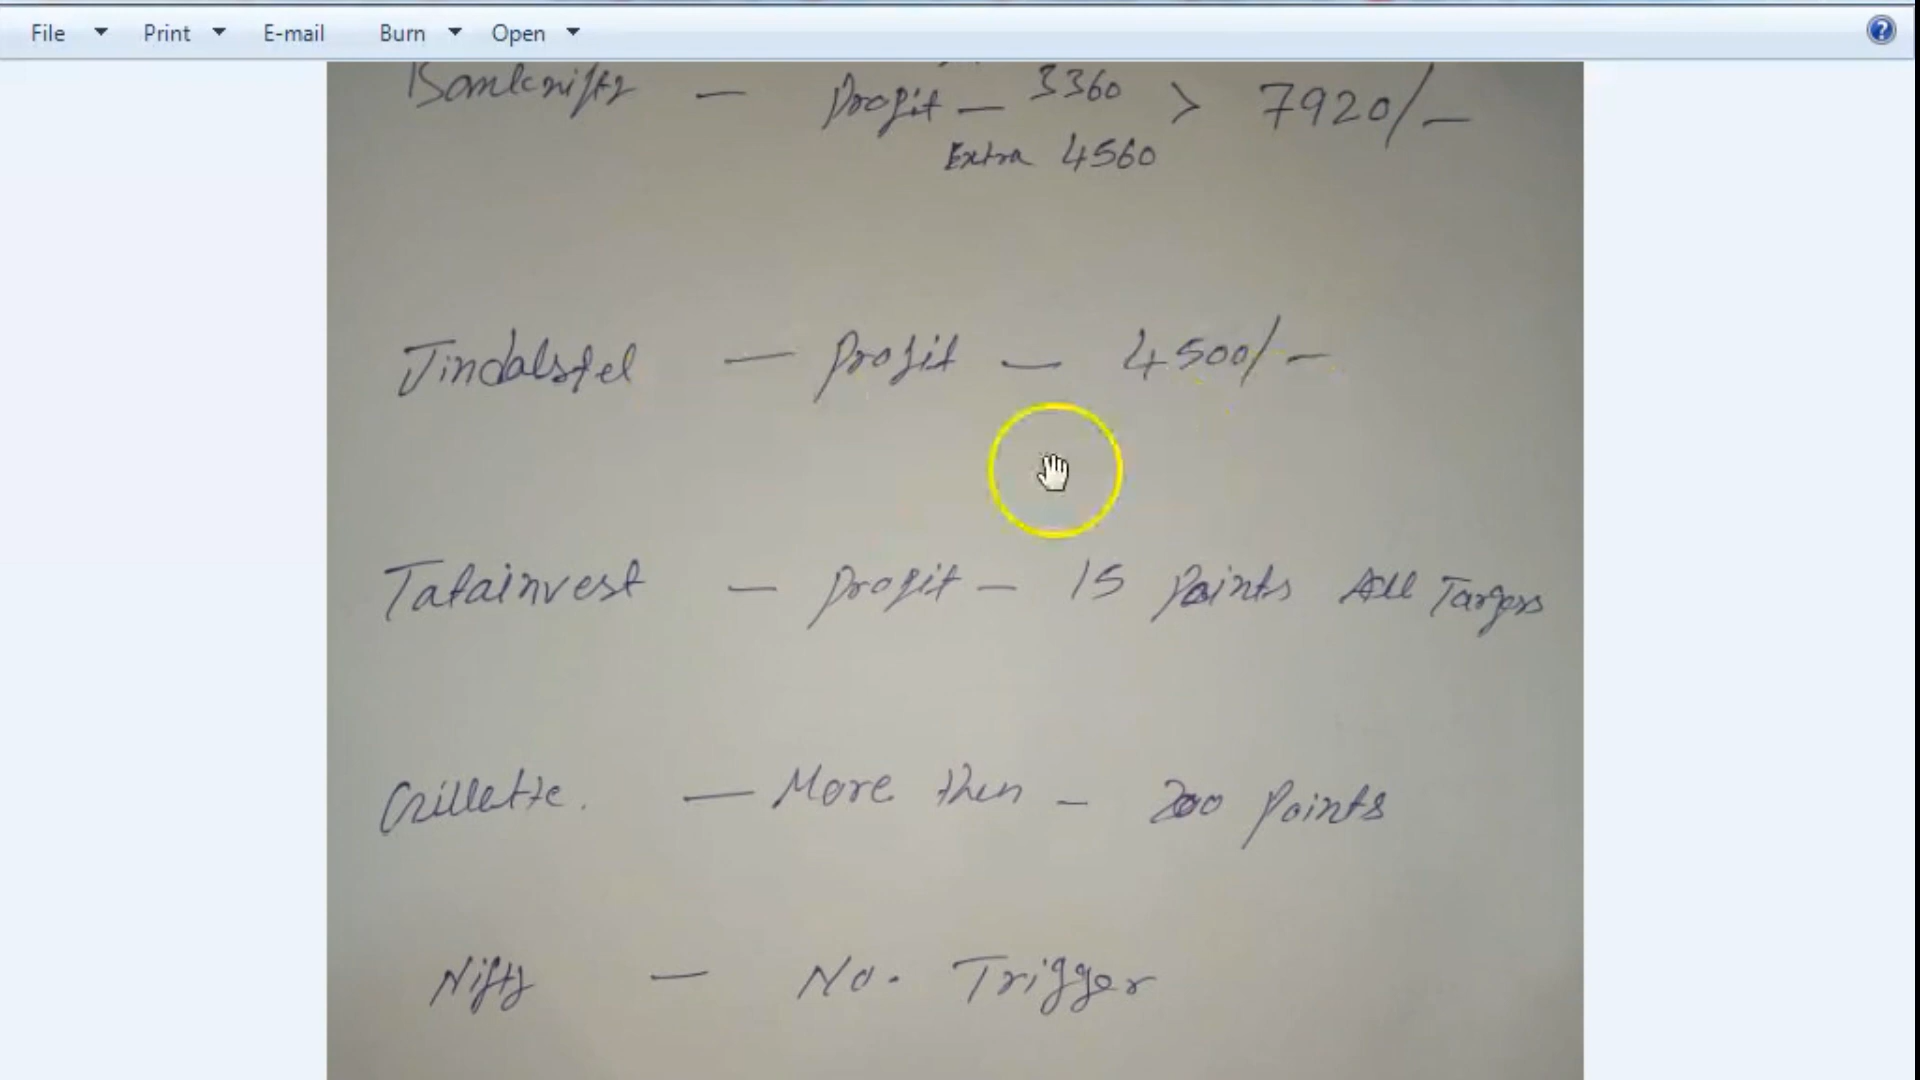 File Print E-mail Burn Open
Banknifty — Profit — 3360 > 7920/-
Extra 4560
Jindalstel — Profit — 4500/-
Tatainvest — Profit — 15 Points All Targers
Gillette. — More then — 200 Points
Nifty — No. Trigger